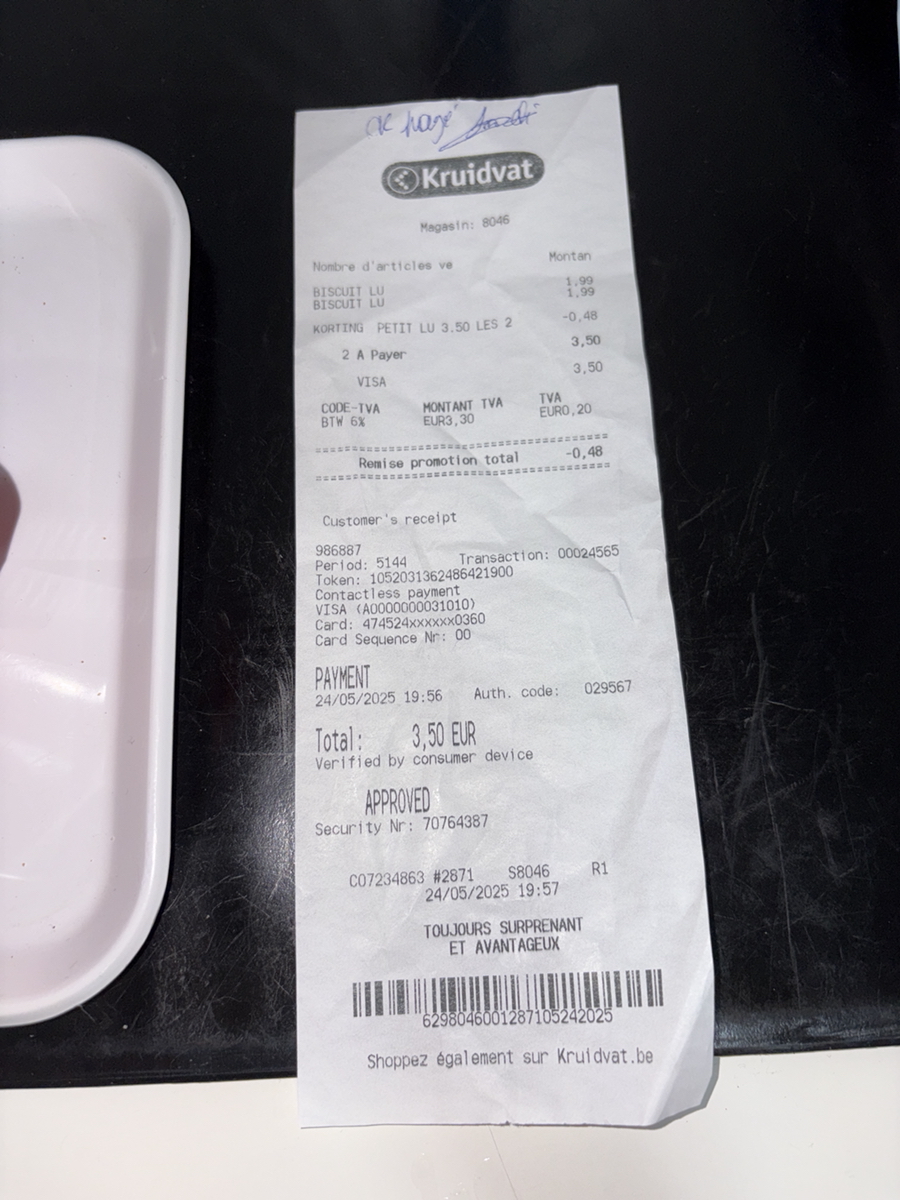 ok payé
Kruidvat
Magasin: 8046
Nombre d'articles ve Montan
BISCUIT LU 1,99
BISCUIT LU 1,99
KORTING PETIT LU 3.50 LES 2 -0,48
2 A Payer 3,50
VISA 3,50
CODE-TVA MONTANT TVA TVA
BTW 6% EUR3,30 EUR0,20
Remise promotion total -0,48
Customer's receipt
986887
Period: 5144 Transaction: 00024565
Token: 1052031362486421900
Contactless payment
VISA (A0000000031010)
Card: 474524xxxxxx0360
Card Sequence Nr: 00
PAYMENT
24/05/2025 19:56 Auth. code: 029567
Total: 3,50 EUR
Verified by consumer device
APPROVED
Security Nr: 70764387
C07234863 #2871 S8046 R1
24/05/2025 19:57
TOUJOURS SURPRENANT
ET AVANTAGEUX
6298046001287105242025
Shoppez également sur Kruidvat.be